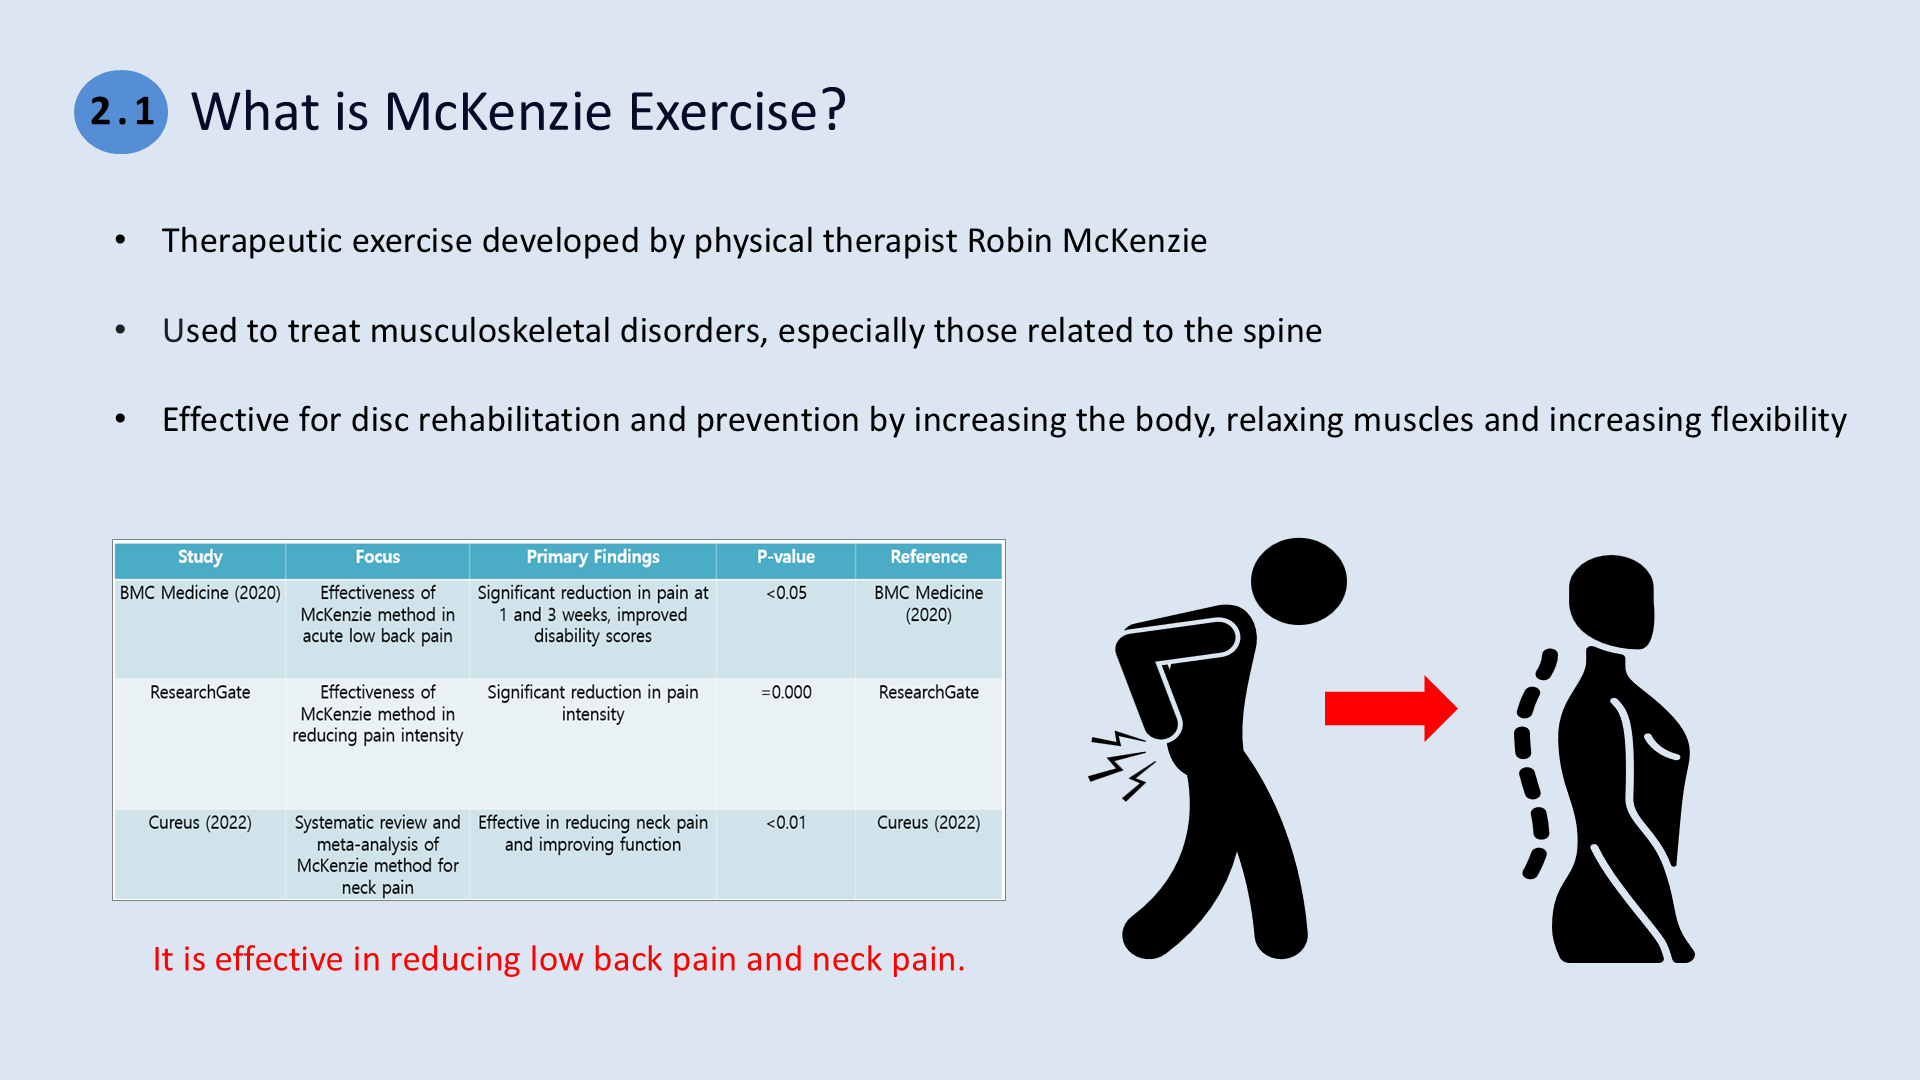 2.1 What is McKenzie Exercise?
• Therapeutic exercise developed by physical therapist Robin McKenzie
• Used to treat musculoskeletal disorders, especially those related to the spine
• Effective for disc rehabilitation and prevention by increasing the body, relaxing muscles and increasing flexibility
Study Focus Primary Findings P-value Reference
BMC Medicine (2020) Effectiveness of Significant reduction in pain at <0.05 BMC Medicine
McKenzie method in 1 and 3 weeks, improved (2020)
acute low back pain disability scores
ResearchGate Effectiveness of Significant reduction in pain =0.000 ResearchGate
McKenzie method in intensity
reducing pain intensity
Cureus (2022) Systematic review and Effective in reducing neck pain <0.01 Cureus (2022)
meta-analysis of and improving function
McKenzie method for
neck pain
It is effective in reducing low back pain and neck pain.